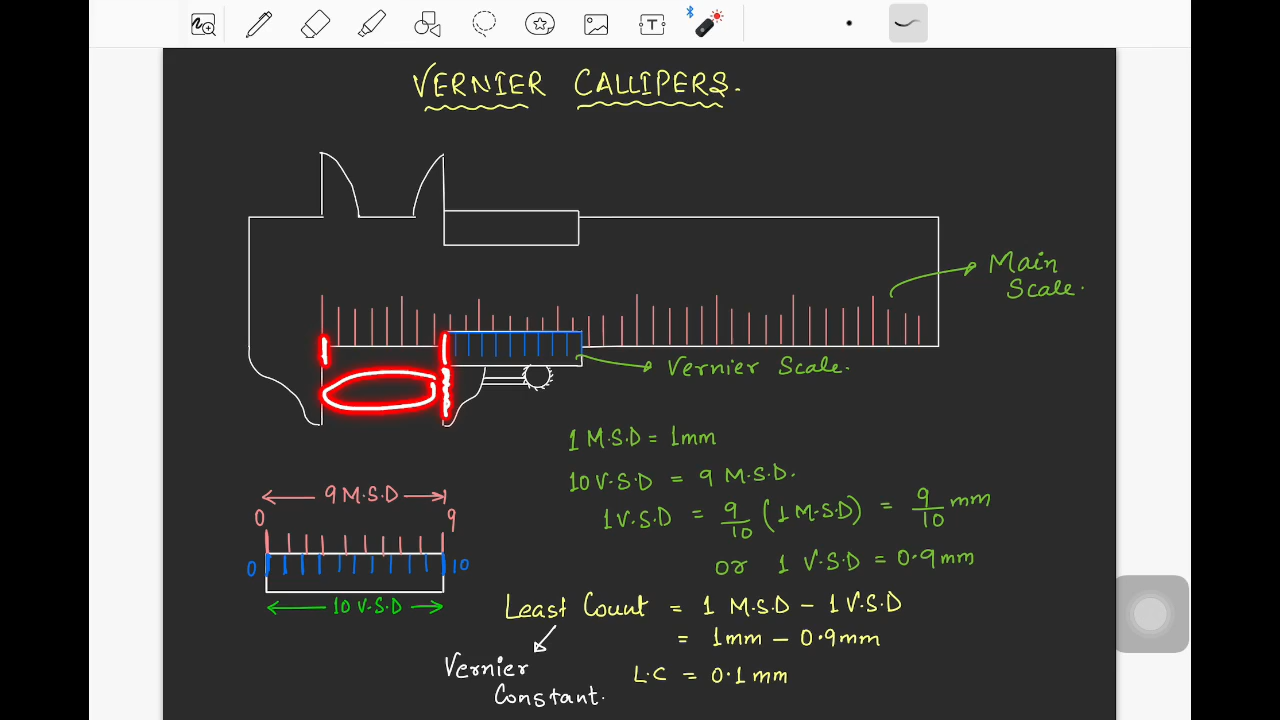 VERNIER CALLIPERS.
Main
Scale.
Vernier Scale.
1 M.S.D = 1mm
10 V.S.D = 9 M.S.D.
1V.S.D = 9/10 (1 M.S.D) = 9/10 mm
or 1 V.S.D = 0.9mm
9 M.S.D
0 9
0 10
10 V.S.D
Least Count = 1 M.S.D - 1 V.S.D
= 1mm - 0.9mm
L.C = 0.1 mm
Vernier
Constant.
T